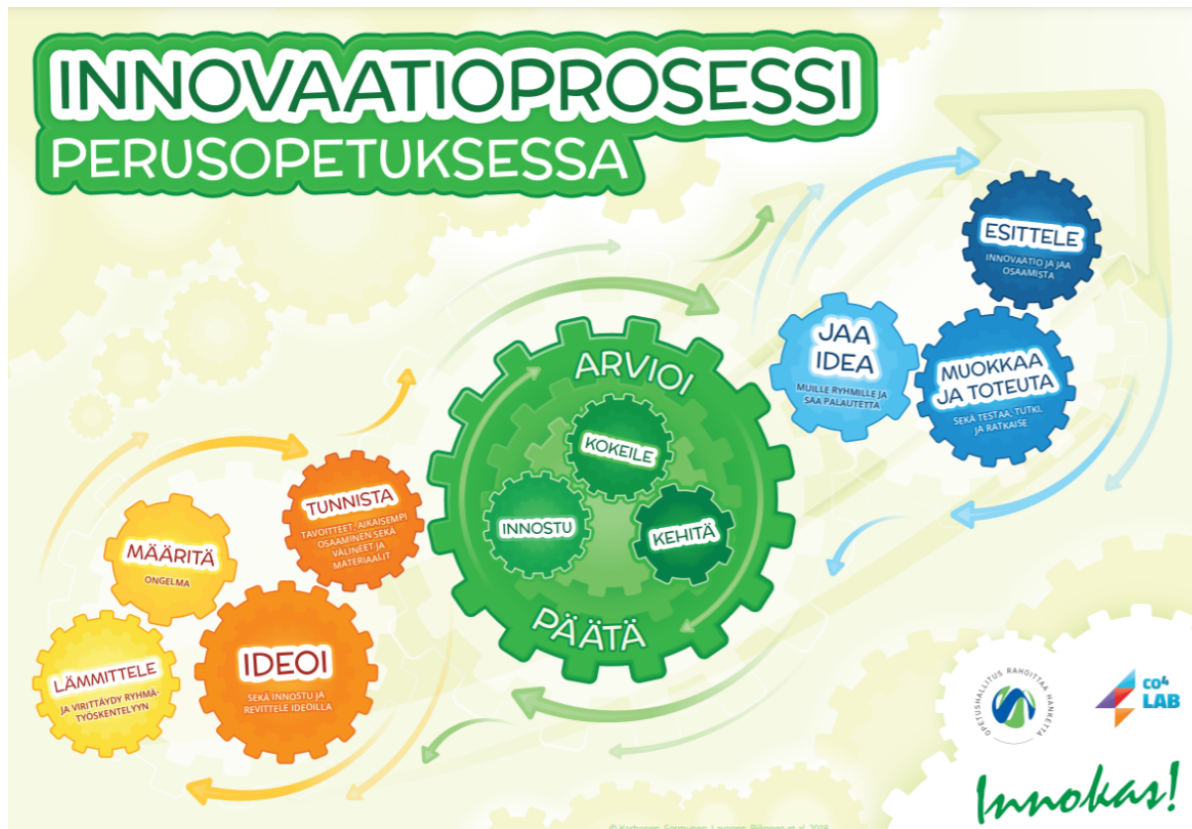 INNOVAATIOPROSESSI
PERUSOPETUKSESSA
LÄMMITTELE
JA VIRITTÄYDY RYHMÄ-
TYÖSKENTELYYN
MÄÄRITÄ
ONGELMA
IDEOI
SEKÄ INNOSTU JA
REVITTELE IDEOILLA
TUNNISTA
TAVOITTEET, AIKAISEMPI
OSAAMINEN SEKÄ
VÄLINEET JA
MATERIAALIT
ARVIOI
KOKEILE
INNOSTU
KEHITÄ
PÄÄTÄ
JAA
IDEA
MUILLE RYHMILLE JA
SAA PALAUTETTA
MUOKKAA
JA TOTEUTA
SEKÄ TESTAA, TUTKI,
JA RATKAISE
ESITTELE
INNOVAATIO JA JAA
OSAAMISTA
OPETUSHALLITUS RAHOITTAA HANKETTA
CO4
LAB
Innokas!